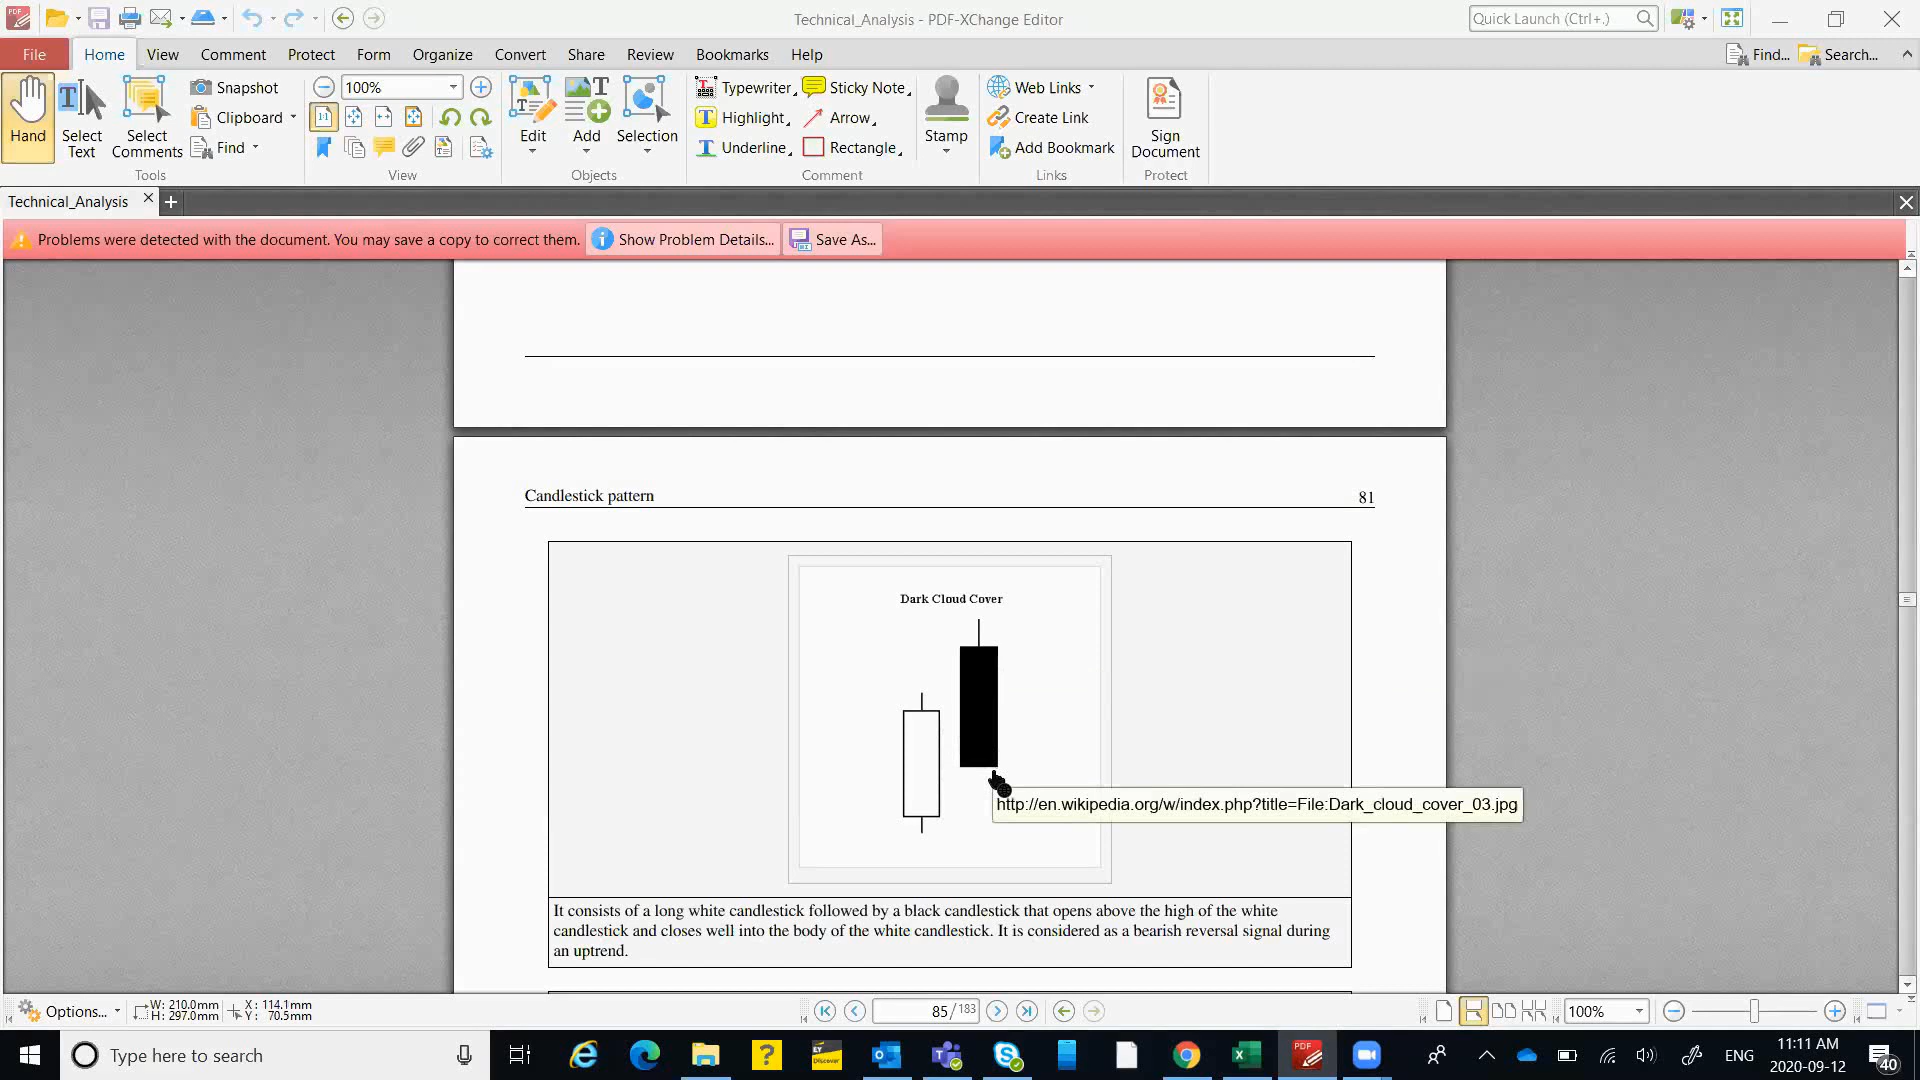 Technical_Analysis - PDF-XChange Editor
Quick Launch (Ctrl+.)
File
Home
View
Comment
Protect
Form
Organize
Convert
Share
Review
Bookmarks
Help
Find...
Search...
Hand
Select Text
Select Comments
Snapshot
Clipboard
Find
Tools
100%
View
Edit
Add
Selection
Objects
Typewriter
Sticky Note
Highlight
Arrow
Underline
Rectangle
Stamp
Comment
Web Links
Create Link
Add Bookmark
Links
Sign Document
Protect
Technical_Analysis
Problems were detected with the document. You may save a copy to correct them.
Show Problem Details...
Save As...
Candlestick pattern
81
Dark Cloud Cover
http://en.wikipedia.org/w/index.php?title=File:Dark_cloud_cover_03.jpg
It consists of a long white candlestick followed by a black candlestick that opens above the high of the white
candlestick and closes well into the body of the white candlestick. It is considered as a bearish reversal signal during
an uptrend.
Options...
W: 210.0mm
H: 297.0mm
X: 114.1mm
Y: 70.5mm
85 / 183
100%
Type here to search
ENG
11:11 AM
2020-09-12
40